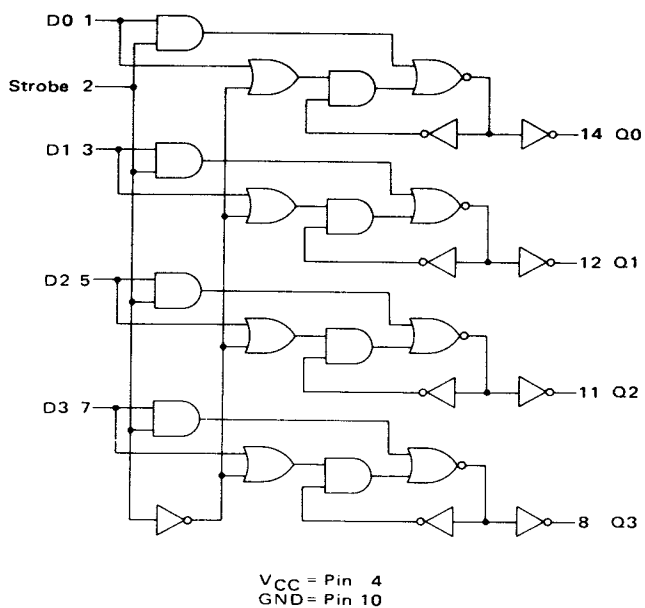 D0 1
Strobe 2
14 Q0
D1 3
12 Q1
D2 5
11 Q2
D3 7
8 Q3
VCC = Pin 4
GND = Pin 10